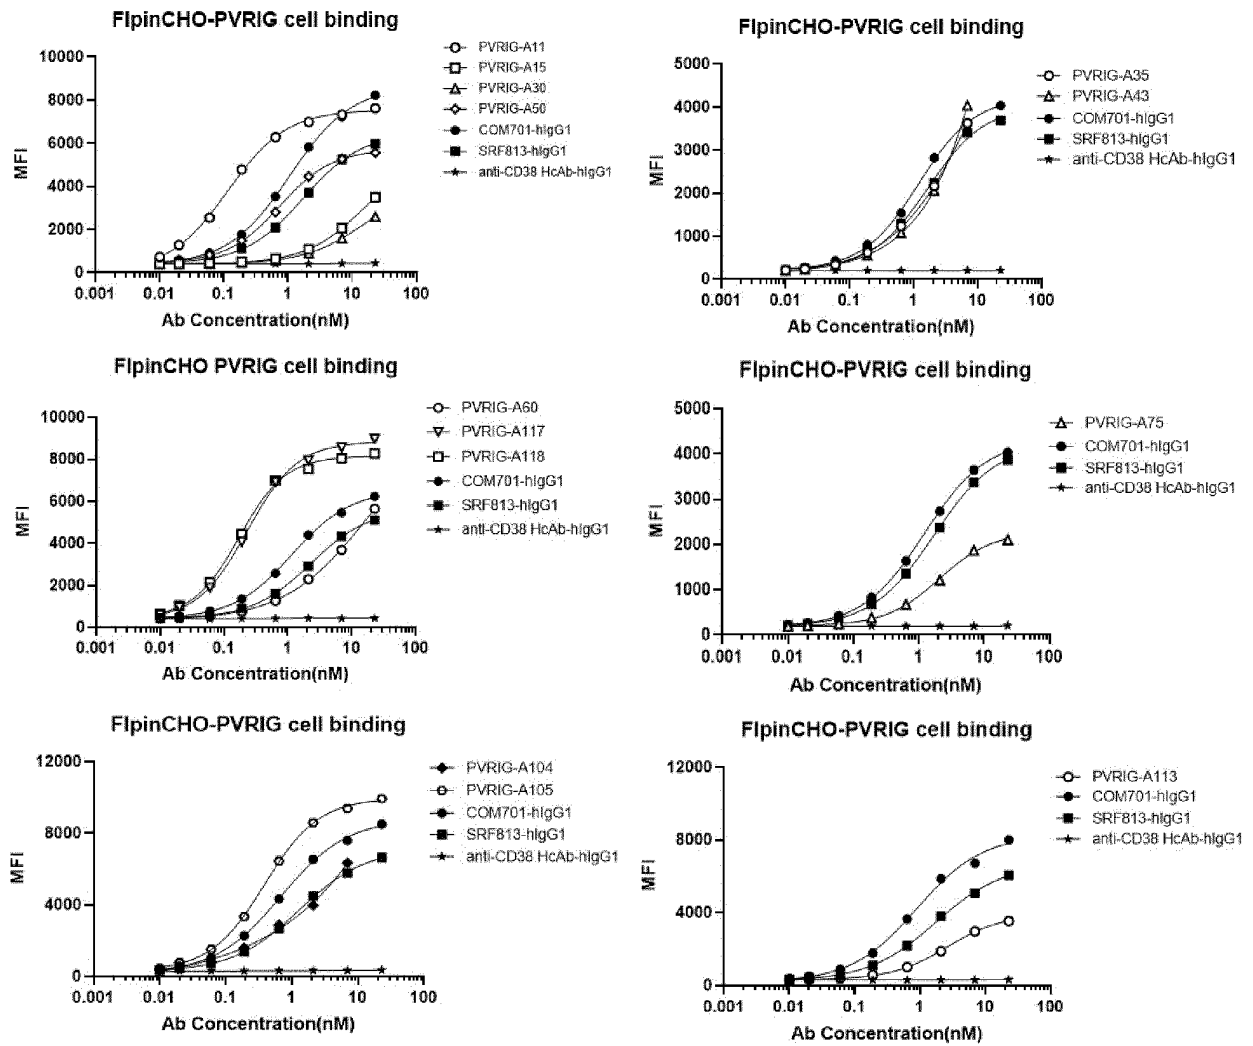 FlpinCHO-PVRIG cell binding
10000
8000
6000
4000
2000
0
MFI
0.001 0.01 0.1 1 10 100
Ab Concentration(nM)
PVRIG-A11
PVRIG-A15
PVRIG-A30
PVRIG-A50
COM701-hIgG1
SRF813-hIgG1
anti-CD38 HcAb-hIgG1
FlpinCHO-PVRIG cell binding
5000
4000
3000
2000
1000
0
MFI
0.001 0.01 0.1 1 10 100
Ab Concentration(nM)
PVRIG-A35
PVRIG-A43
COM701-hIgG1
SRF813-hIgG1
anti-CD38 HcAb-hIgG1
FlpinCHO PVRIG cell binding
10000
8000
6000
4000
2000
0
MFI
0.001 0.01 0.1 1 10 100
Ab Concentration(nM)
PVRIG-A60
PVRIG-A117
PVRIG-A118
COM701-hIgG1
SRF813-hIgG1
anti-CD38 HcAb-hIgG1
FlpinCHO-PVRIG cell binding
5000
4000
3000
2000
1000
0
MFI
0.001 0.01 0.1 1 10 100
Ab Concentration(nM)
PVRIG-A75
COM701-hIgG1
SRF813-hIgG1
anti-CD38 HcAb-hIgG1
FlpinCHO-PVRIG cell binding
12000
8000
4000
0
MFI
0.001 0.01 0.1 1 10 100
Ab Concentration(nM)
PVRIG-A104
PVRIG-A105
COM701-hIgG1
SRF813-hIgG1
anti-CD38 HcAb-hIgG1
FlpinCHO-PVRIG cell binding
12000
8000
4000
0
MFI
0.001 0.01 0.1 1 10 100
Ab Concentration(nM)
PVRIG-A113
COM701-hIgG1
SRF813-hIgG1
anti-CD38 HcAb-hIgG1